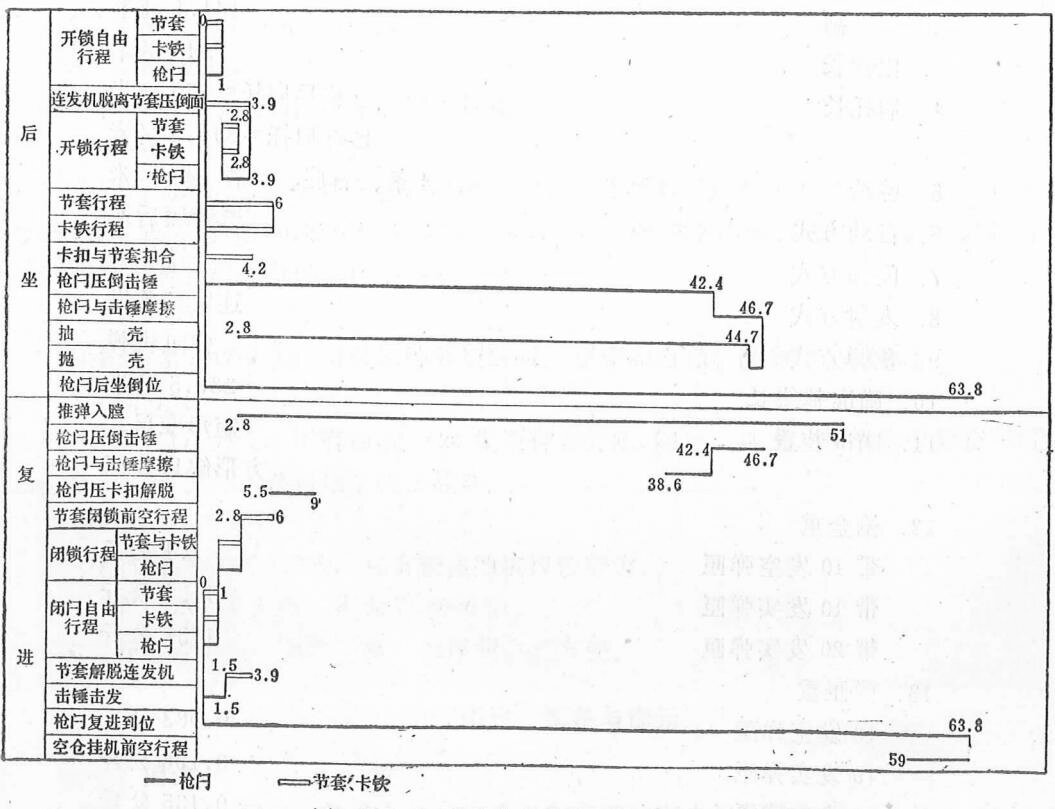 后坐
开锁自由行程
节套 0
卡铁
枪闩 1
连发机脱离节套压倒面 3.9
开锁行程
节套 2.8
卡铁 2.8
枪闩 3.9
节套行程 6
卡铁行程
卡扣与节套扣合 4.2
枪闩压倒击锤 42.4
枪闩与击锤摩擦 46.7
抽壳 2.8 44.7
抛壳
枪闩后坐倒位 63.8
复进
推弹入膛 2.8
枪闩压倒击锤 51
枪闩与击锤摩擦 42.4 46.7
38.6
枪闩压卡扣解脱 5.5 9
节套闭锁前空行程 2.8 6
闭锁行程
节套与卡铁
枪闩
闭闩自由行程
节套 0 1
卡铁
枪闩
节套解脱连发机 1.5 3.9
击锤击发 1.5
枪闩复进到位 63.8
空仓挂机前空行程 59
枪闩 节套(卡铁)